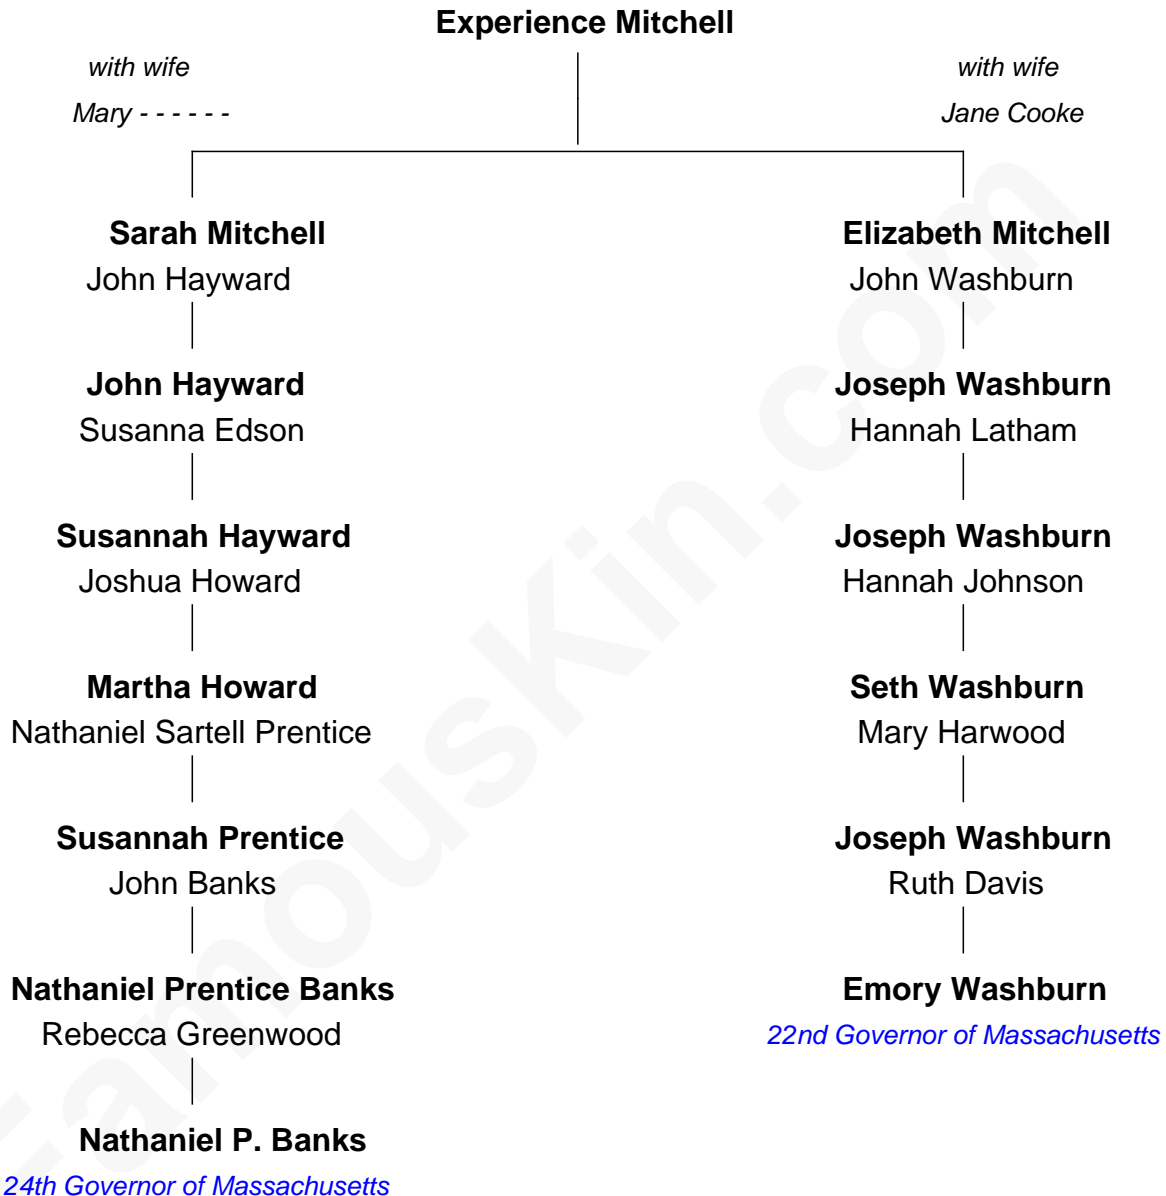 Experience Mitchell
with wife
Mary - - - - - -
with wife
Jane Cooke
Sarah Mitchell
John Hayward
Elizabeth Mitchell
John Washburn
John Hayward
Susanna Edson
Joseph Washburn
Hannah Latham
Susannah Hayward
Joshua Howard
Joseph Washburn
Hannah Johnson
Martha Howard
Nathaniel Sartell Prentice
Seth Washburn
Mary Harwood
Susannah Prentice
John Banks
Joseph Washburn
Ruth Davis
Nathaniel Prentice Banks
Rebecca Greenwood
Emory Washburn
22nd Governor of Massachusetts
Nathaniel P. Banks
24th Governor of Massachusetts
FamousKin.com